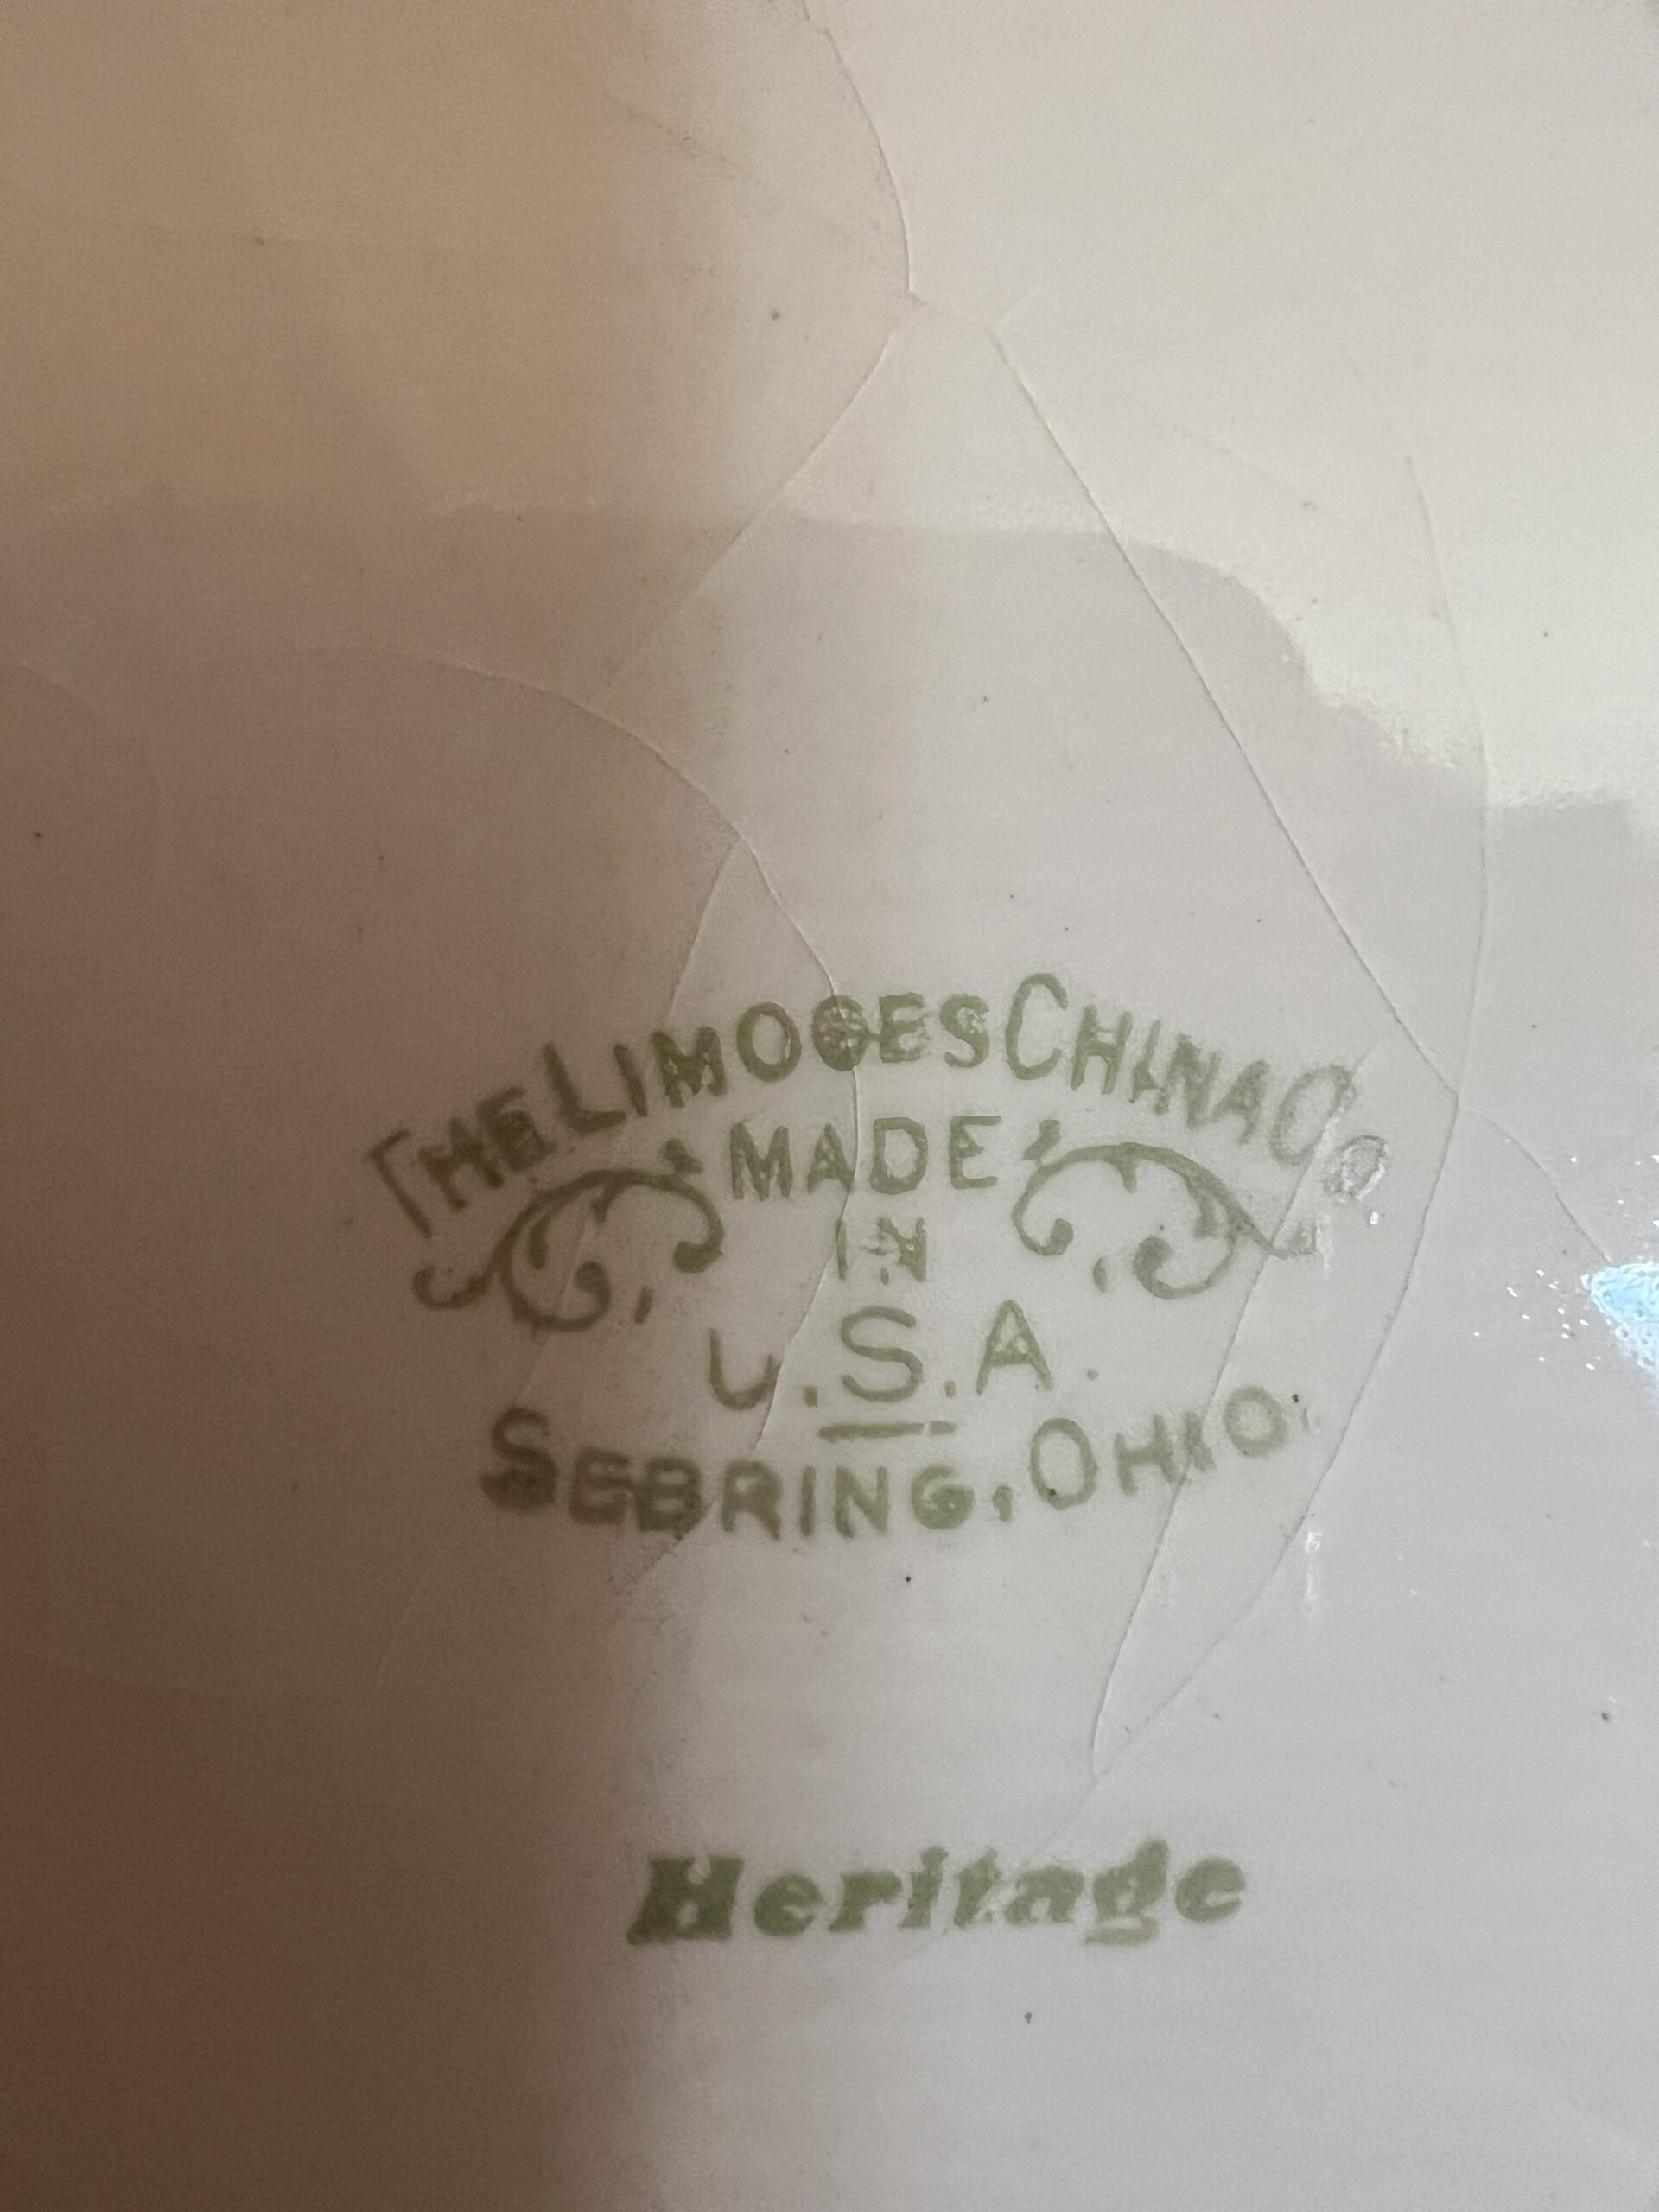 THE LIMOGES CHINA CO
MADE
IN
U.S.A.
SEBRING, OHIO.
Heritage